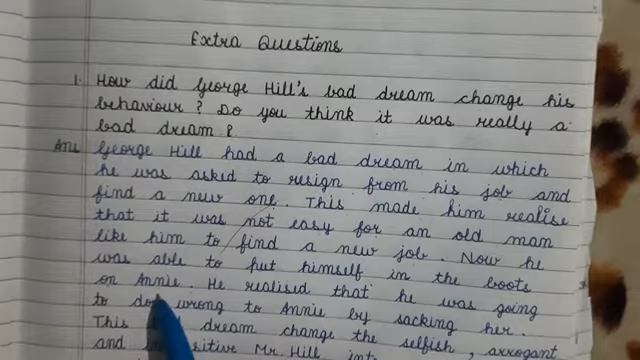 Extra Questions
1. How did George Hill's bad dream change his
behaviour? Do you think it was really a
bad dream?
Ans George Hill had a bad dream in which
he was asked to resign from his job and
find a new one. This made him realise
that it was not easy for an old man
like him to find a new job. Now he
was able to put himself in the boots
on Annie. He realised that he was going
to do wrong to Annie by sacking her.
This dream change the selfish, arrogant
and Mr. Hill into